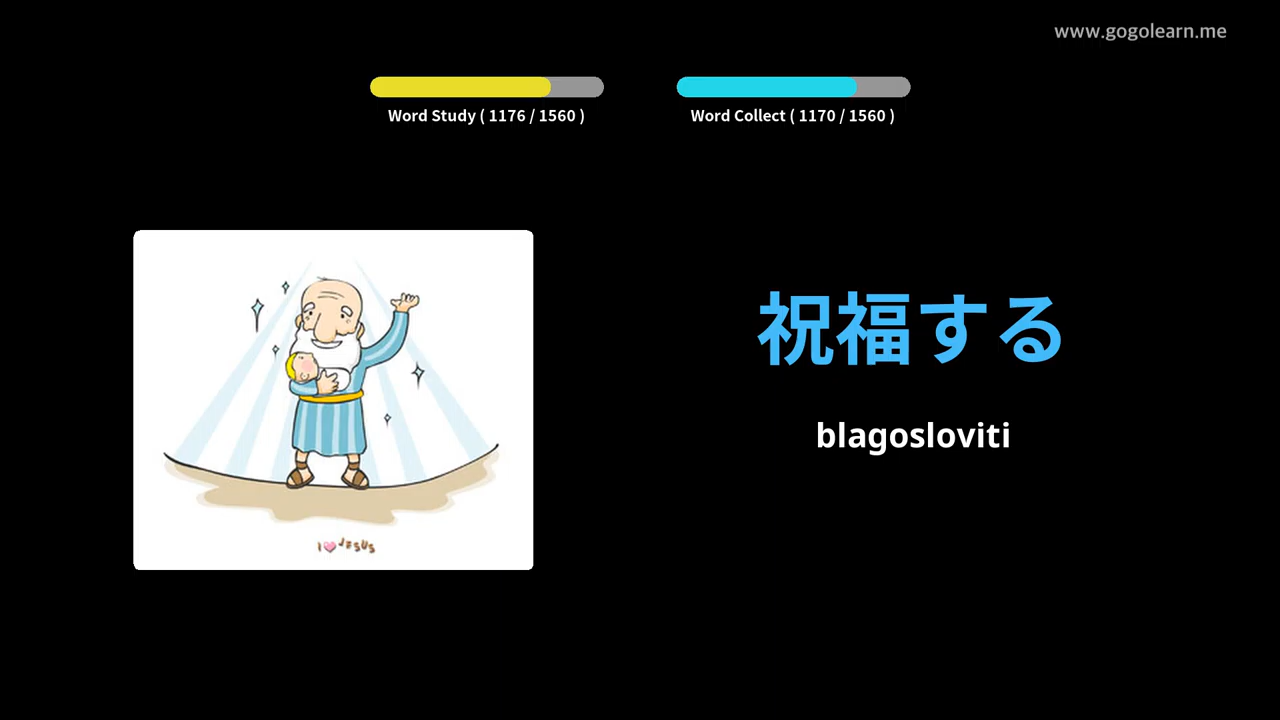 www.gogolearn.me
Word Study ( 1176 / 1560 )
Word Collect ( 1170 / 1560 )
祝福する
blagosloviti
I JESUS